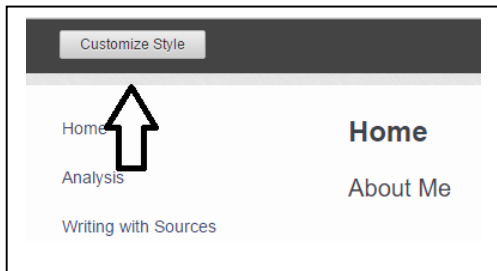 Customize Style
Home
Analysis
Writing with Sources
Home
About Me